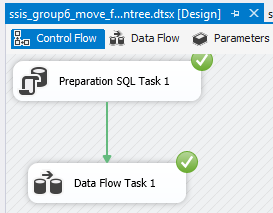 ssis_group6_move_f...ntree.dtsx [Design]
Control Flow
Data Flow
Parameters
Preparation SQL Task 1
Data Flow Task 1